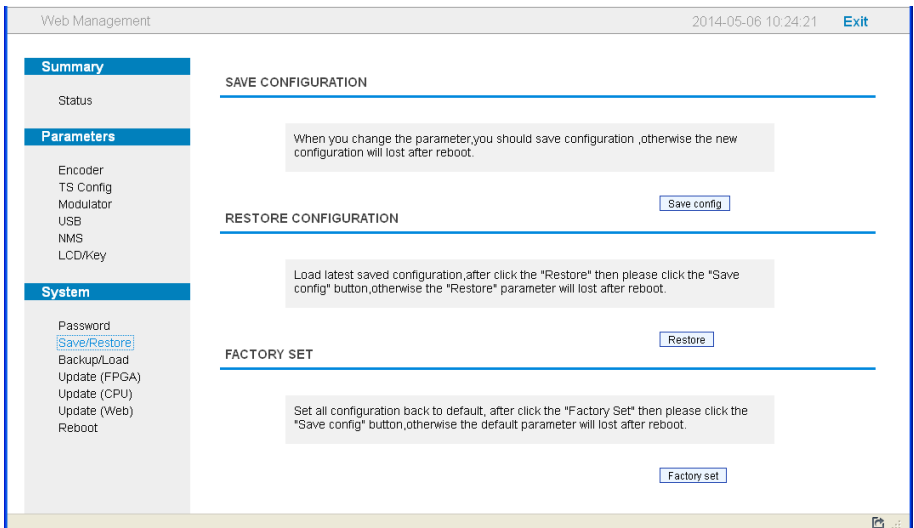 Web Management
2014-05-06 10:24:21
Exit
Summary
Status
Parameters
Encoder
TS Config
Modulator
USB
NMS
LCD/Key
System
Password
Save/Restore
Backup/Load
Update (FPGA)
Update (CPU)
Update (Web)
Reboot
SAVE CONFIGURATION
When you change the parameter,you should save configuration ,otherwise the new
configuration will lost after reboot.
Save config
RESTORE CONFIGURATION
Load latest saved configuration,after click the "Restore" then please click the "Save
config" button,otherwise the "Restore" parameter will lost after reboot.
Restore
FACTORY SET
Set all configuration back to default, after click the "Factory Set" then please click the
"Save config" button,otherwise the default parameter will lost after reboot.
Factory set